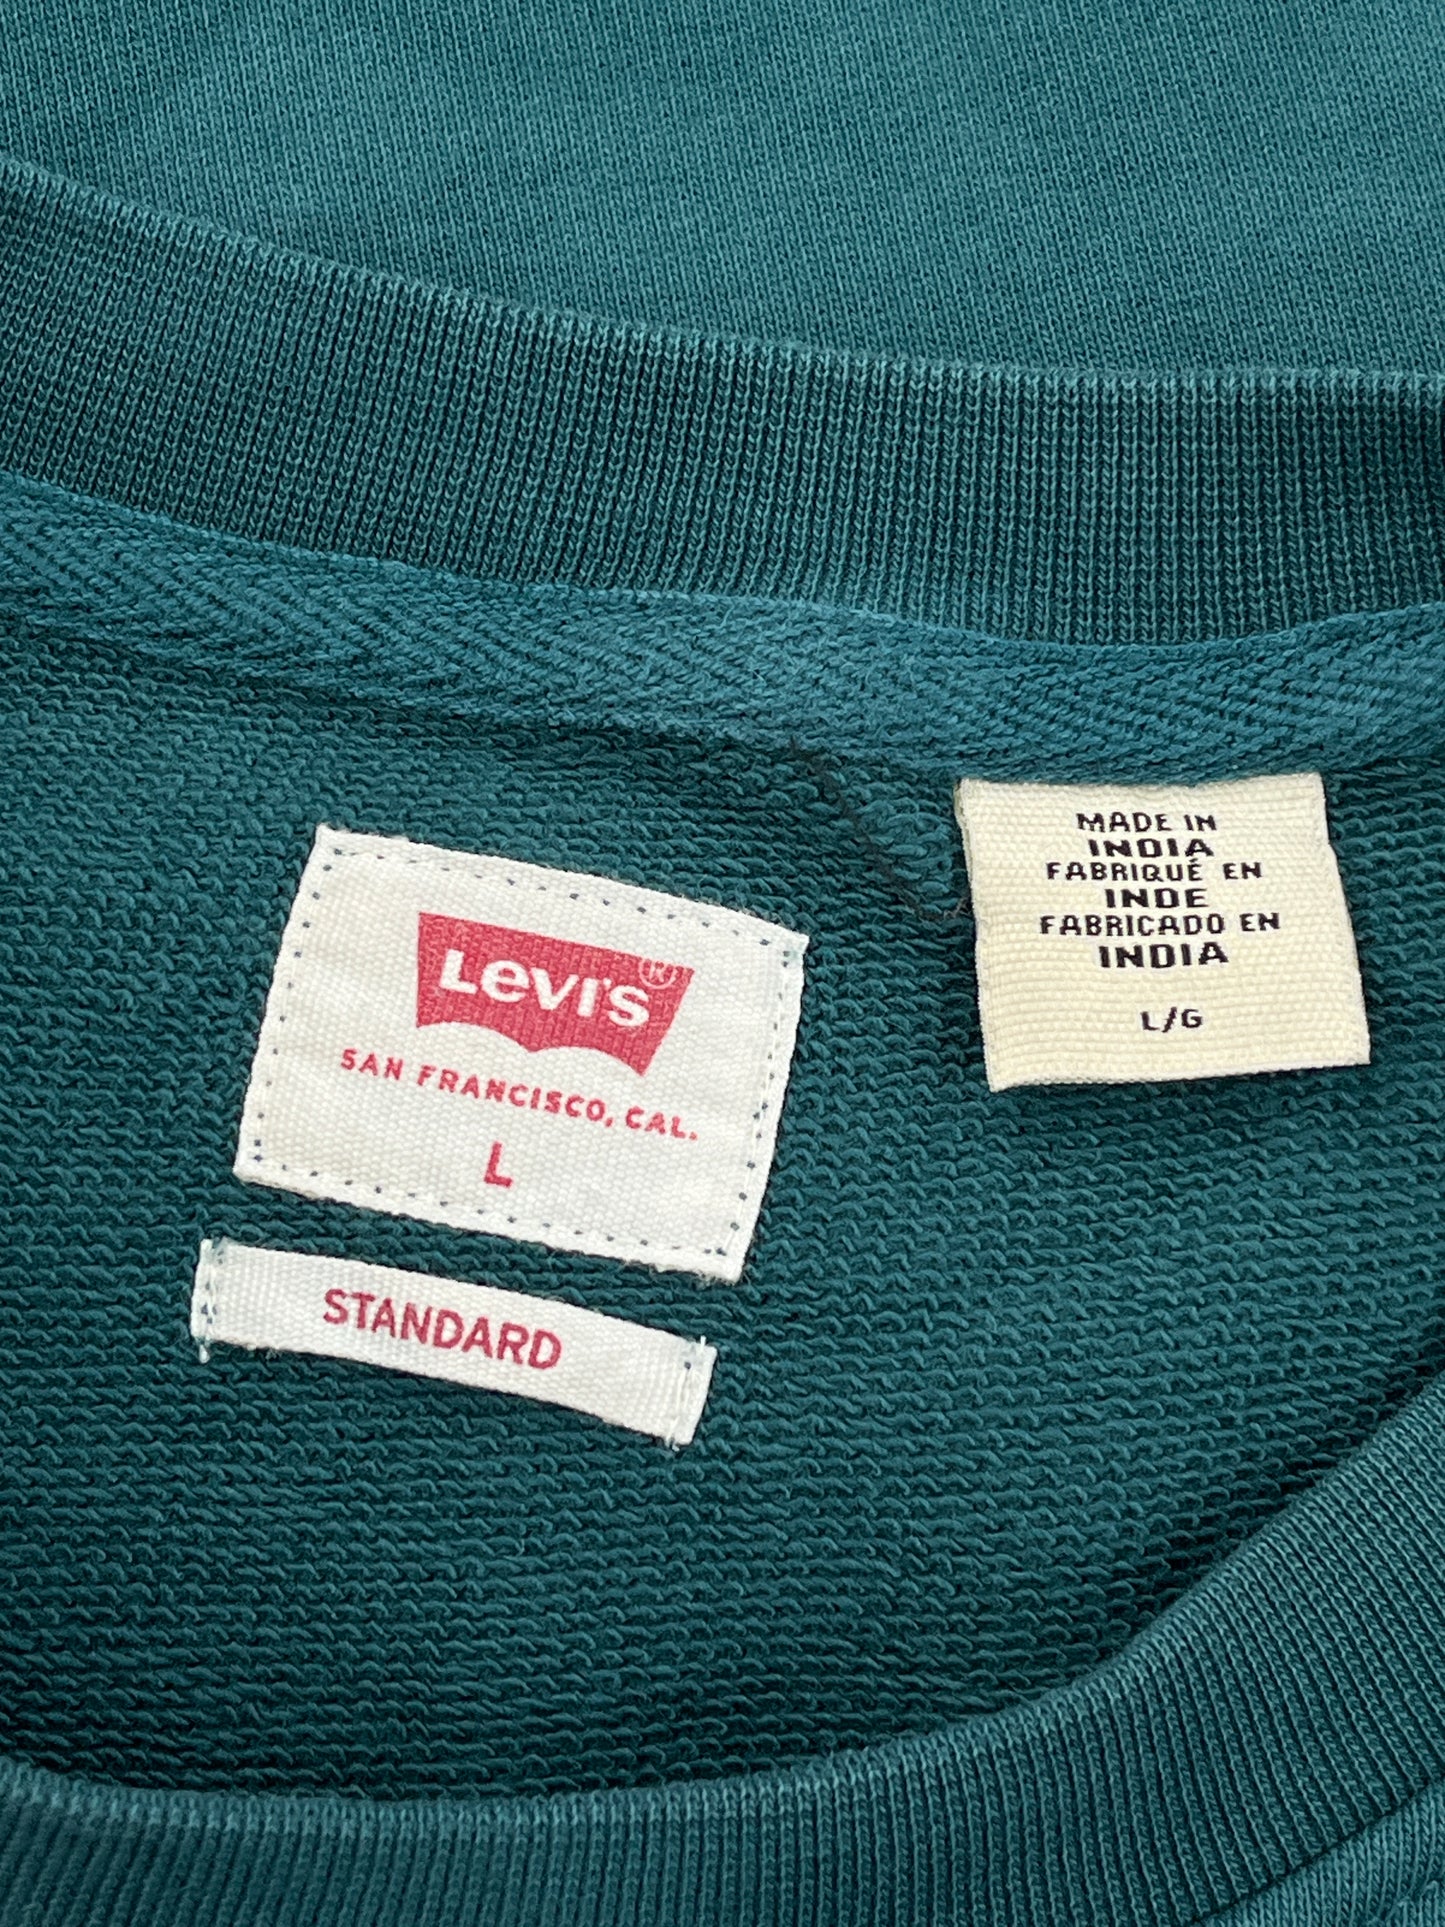 Levi's®
SAN FRANCISCO, CAL.
L
STANDARD
MADE IN
INDIA
FABRIQUÉ EN
INDE
FABRICADO EN
INDIA
L/G